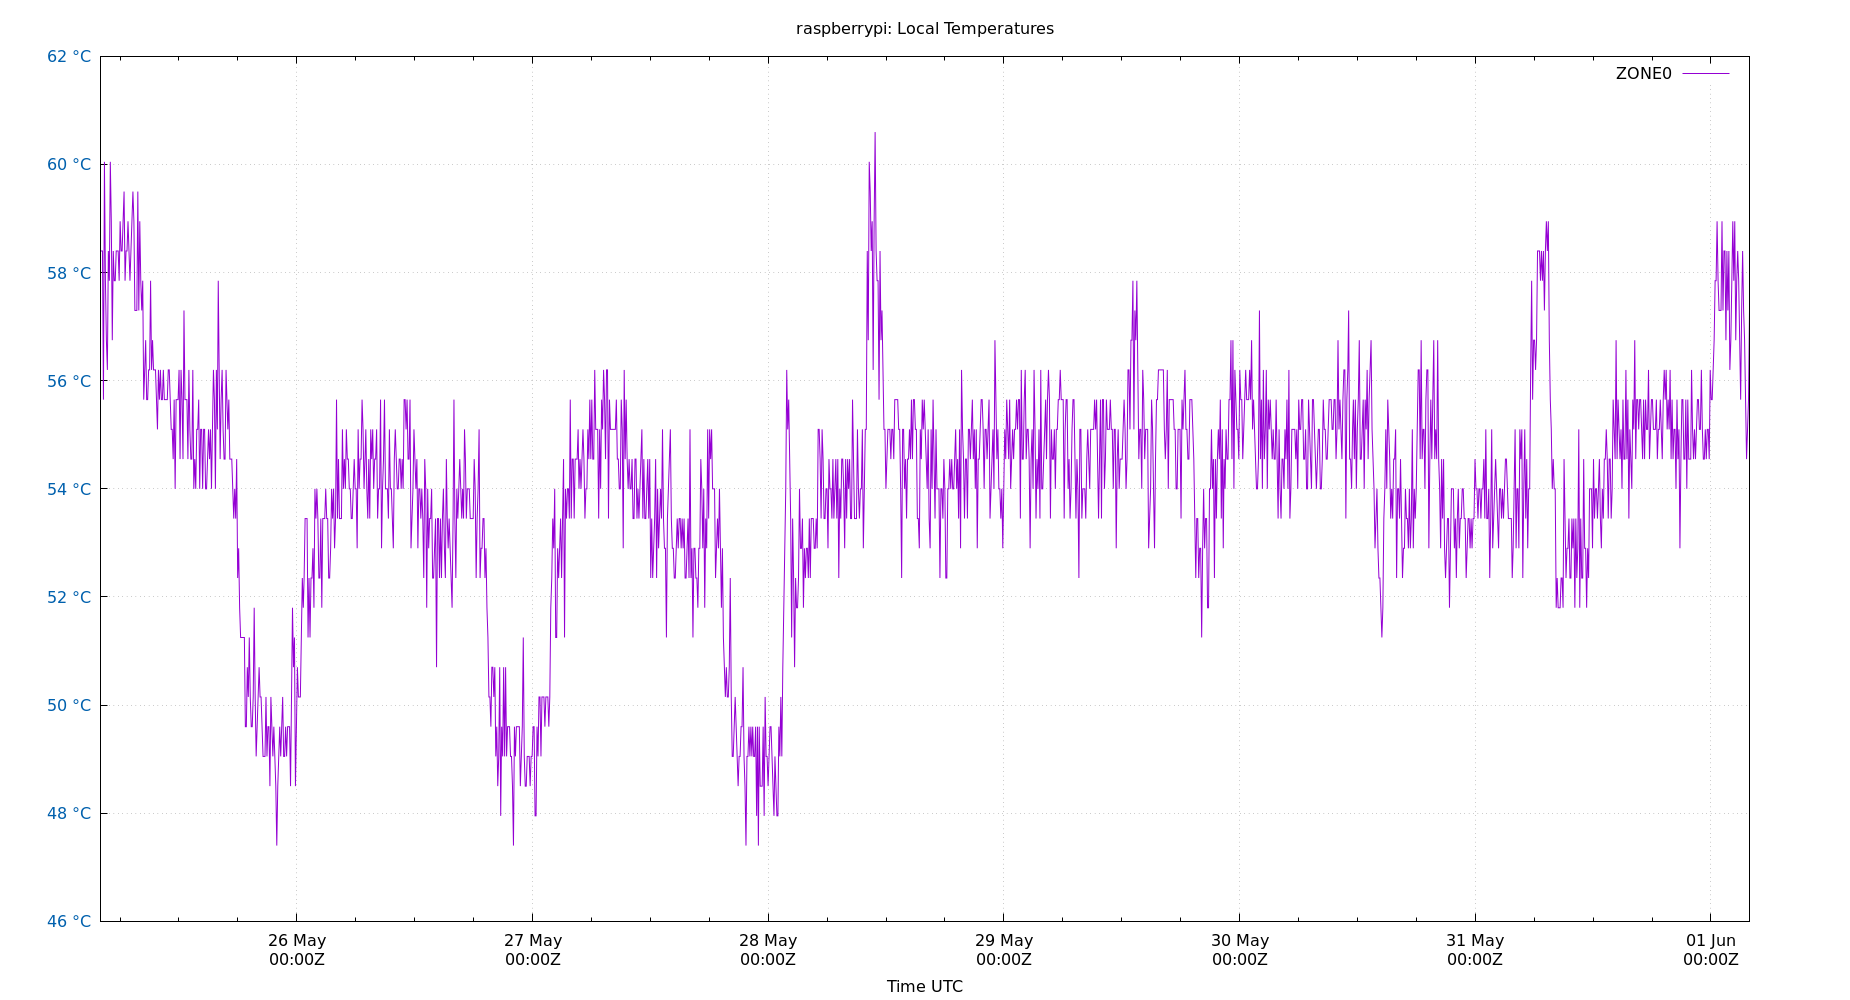 raspberrypi: Local Temperatures
ZONE0
62 °C
60 °C
58 °C
56 °C
54 °C
52 °C
50 °C
48 °C
46 °C
26 May
00:00Z
27 May
00:00Z
28 May
00:00Z
29 May
00:00Z
30 May
00:00Z
31 May
00:00Z
01 Jun
00:00Z
Time UTC